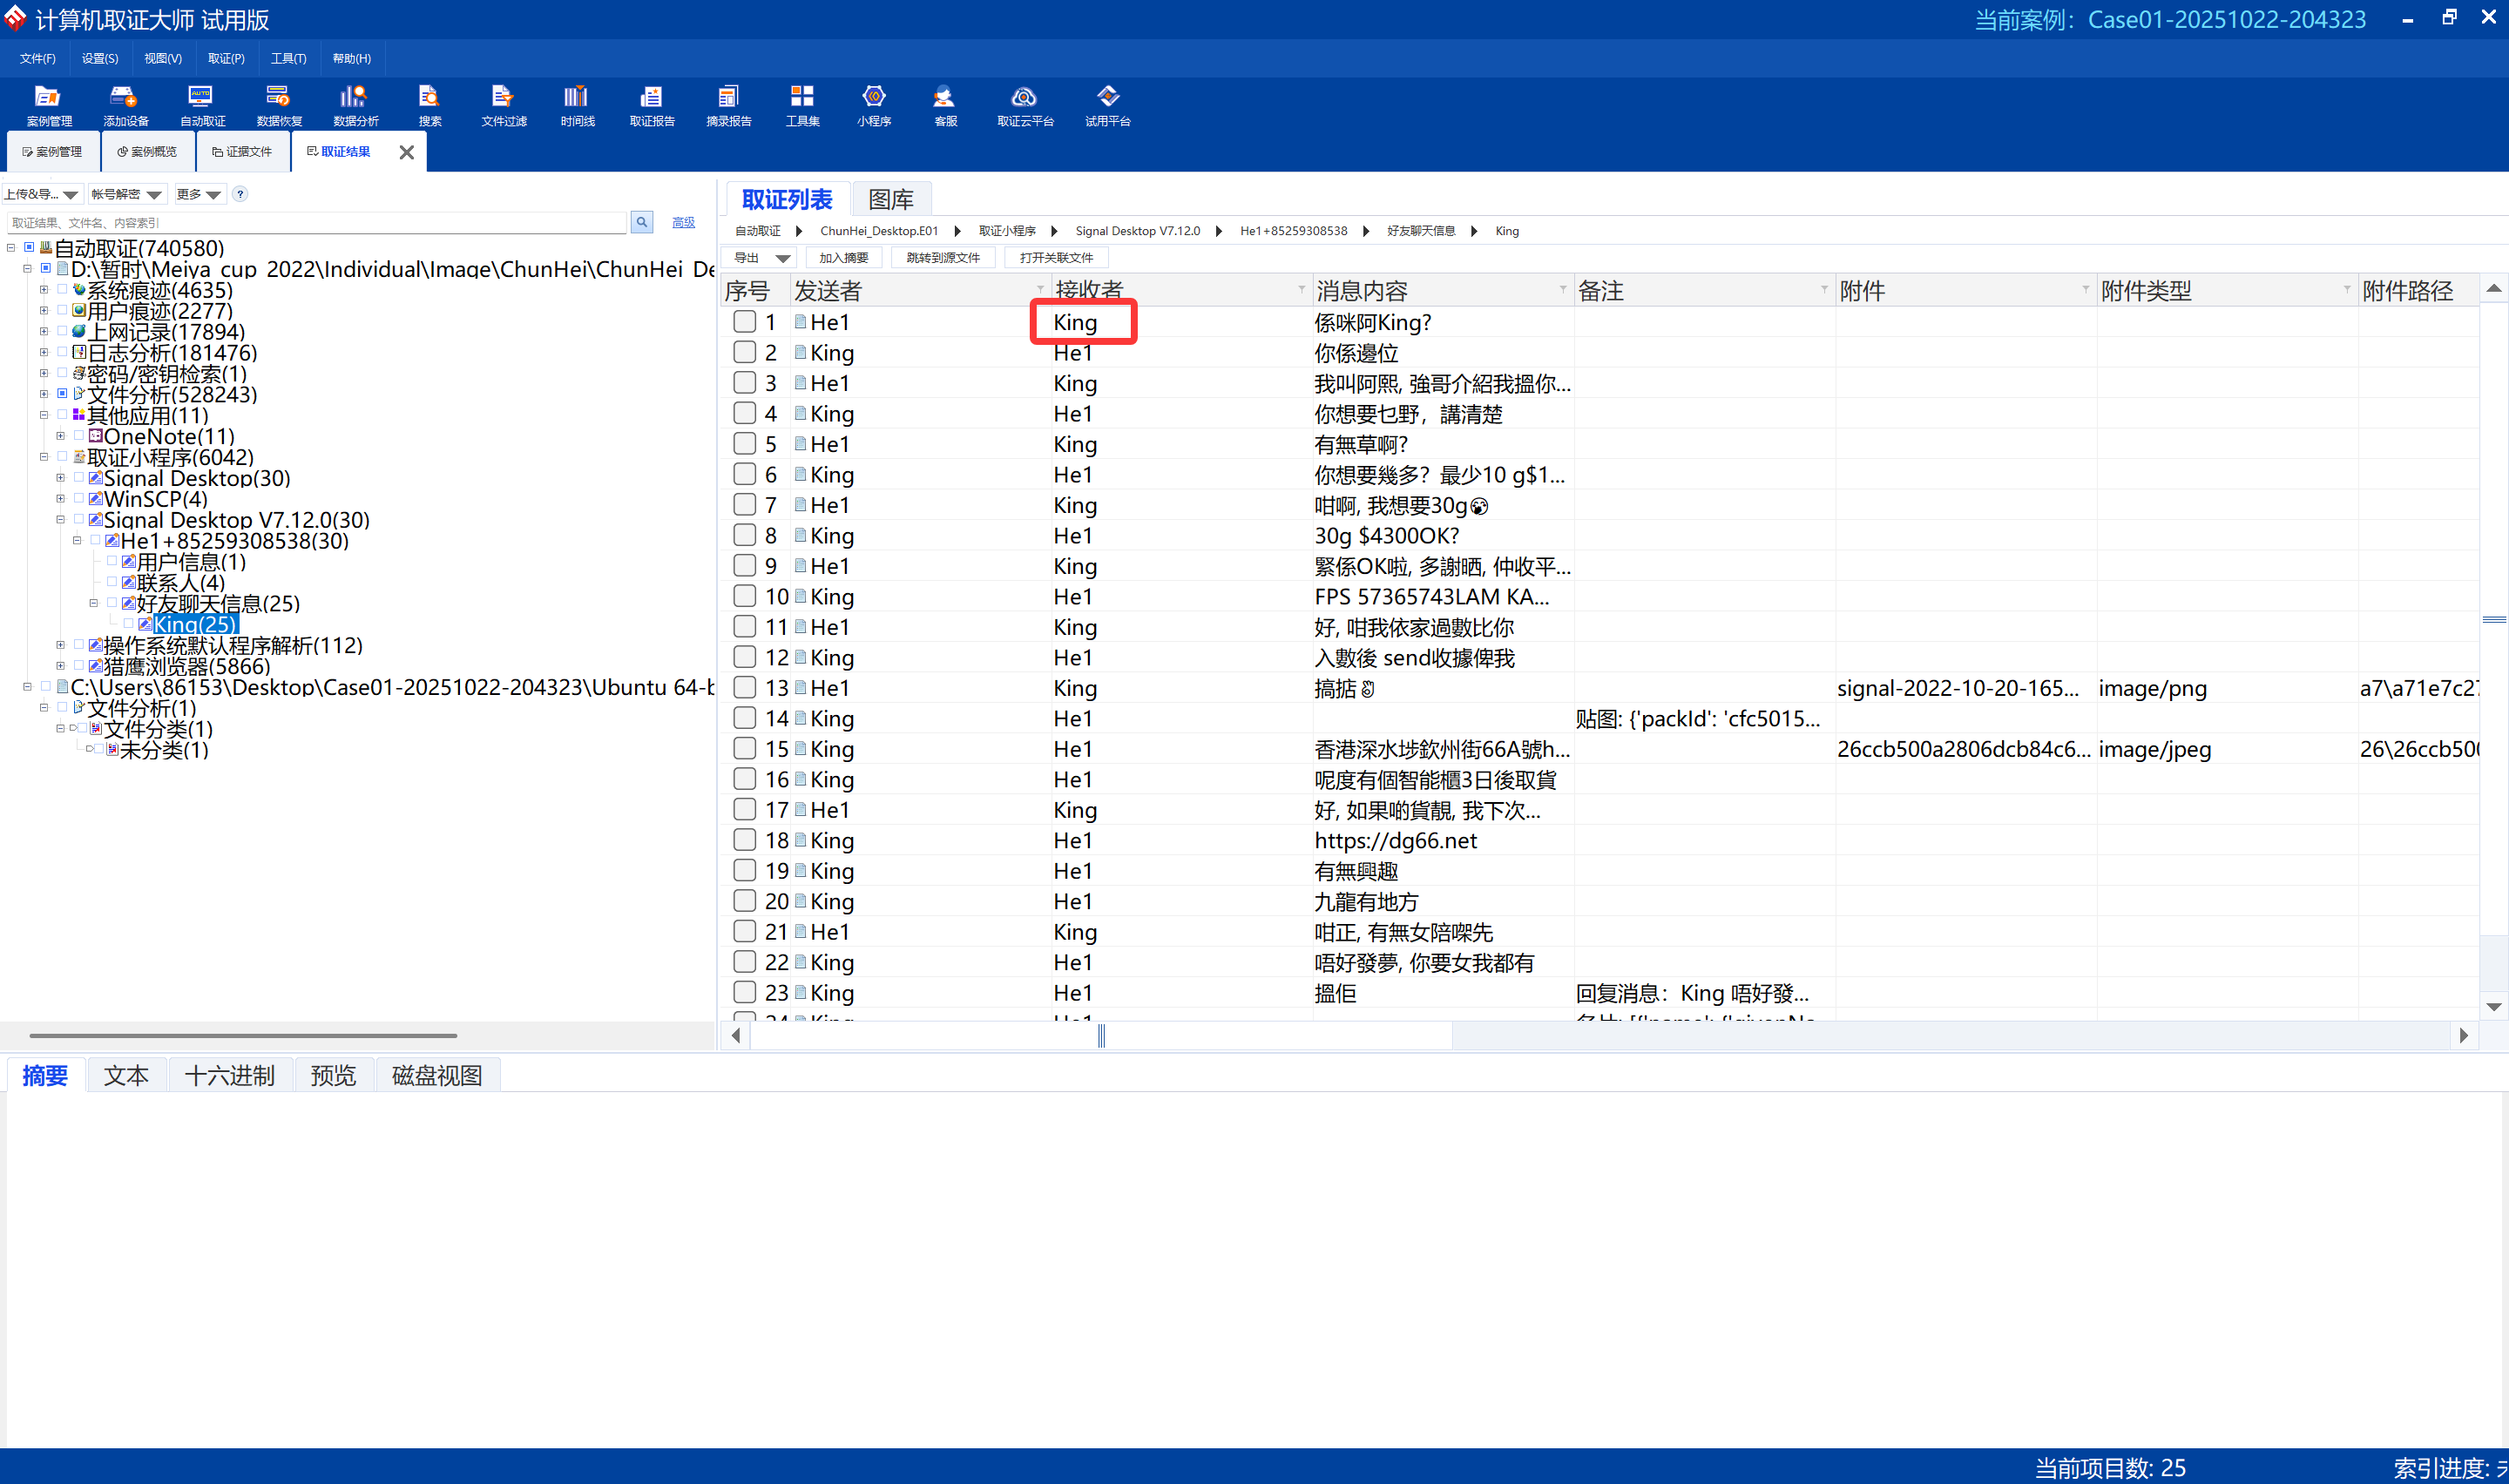 计算机取证大师 试用版
当前案例：Case01-20251022-204323
文件(F) 设置(S) 视图(V) 取证(P) 工具(T) 帮助(H)
案例管理 添加设备 自动取证 数据恢复 数据分析 搜索 文件过滤 时间线 取证报告 摘录报告 工具集 小程序 客服 取证云平台 试用平台
案例管理 案例概览 证据文件 取证结果
上传&导... 帐号解密 更多 ?
取证结果、文件名、内容索引 高级
自动取证(740580)
D:\暂时\Meiya_cup_2022\Individual\Image\ChunHei\ChunHei_De
系统痕迹(4635)
用户痕迹(2277)
上网记录(17894)
日志分析(181476)
密码/密钥检索(1)
文件分析(528243)
其他应用(11)
OneNote(11)
取证小程序(6042)
Signal Desktop(30)
WinSCP(4)
Signal Desktop V7.12.0(30)
He1+85259308538(30)
用户信息(1)
联系人(4)
好友聊天信息(25)
King(25)
操作系统默认程序解析(112)
猎鹰浏览器(5866)
C:\Users\86153\Desktop\Case01-20251022-204323\Ubuntu 64-b
文件分析(1)
文件分类(1)
未分类(1)
取证列表 图库
自动取证 ChunHei_Desktop.E01 取证小程序 Signal Desktop V7.12.0 He1+85259308538 好友聊天信息 King
导出 加入摘要 跳转到源文件 打开关联文件
序号 发送者 接收者 消息内容 备注 附件 附件类型 附件路径
1 He1 King 係咪阿King?
2 King He1 你係邊位
3 He1 King 我叫阿熙, 強哥介紹我搵你...
4 King He1 你想要乜野，講清楚
5 He1 King 有無草啊?
6 King He1 你想要幾多？最少10 g$1...
7 He1 King 咁啊, 我想要30g😲
8 King He1 30g $4300OK?
9 He1 King 緊係OK啦, 多謝晒, 仲收平...
10 King He1 FPS 57365743LAM KA...
11 He1 King 好, 咁我依家過數比你
12 King He1 入數後 send收據俾我
13 He1 King 搞掂✌ signal-2022-10-20-165... image/png a7\a71e7c27
14 King He1 贴图: {'packId': 'cfc5015...
15 King He1 香港深水埗欽州街66A號h... 26ccb500a2806dcb84c6... image/jpeg 26\26ccb500
16 King He1 呢度有個智能櫃3日後取貨
17 He1 King 好, 如果啲貨靚, 我下次...
18 King He1 https://dg66.net
19 King He1 有無興趣
20 King He1 九龍有地方
21 He1 King 咁正, 有無女陪㗎先
22 King He1 唔好發夢, 你要女我都有
23 King He1 搵佢 回复消息：King 唔好發...
24 King He1 名片: [{'name': {'givenNa...
摘要 文本 十六进制 预览 磁盘视图
当前项目数: 25 索引进度: